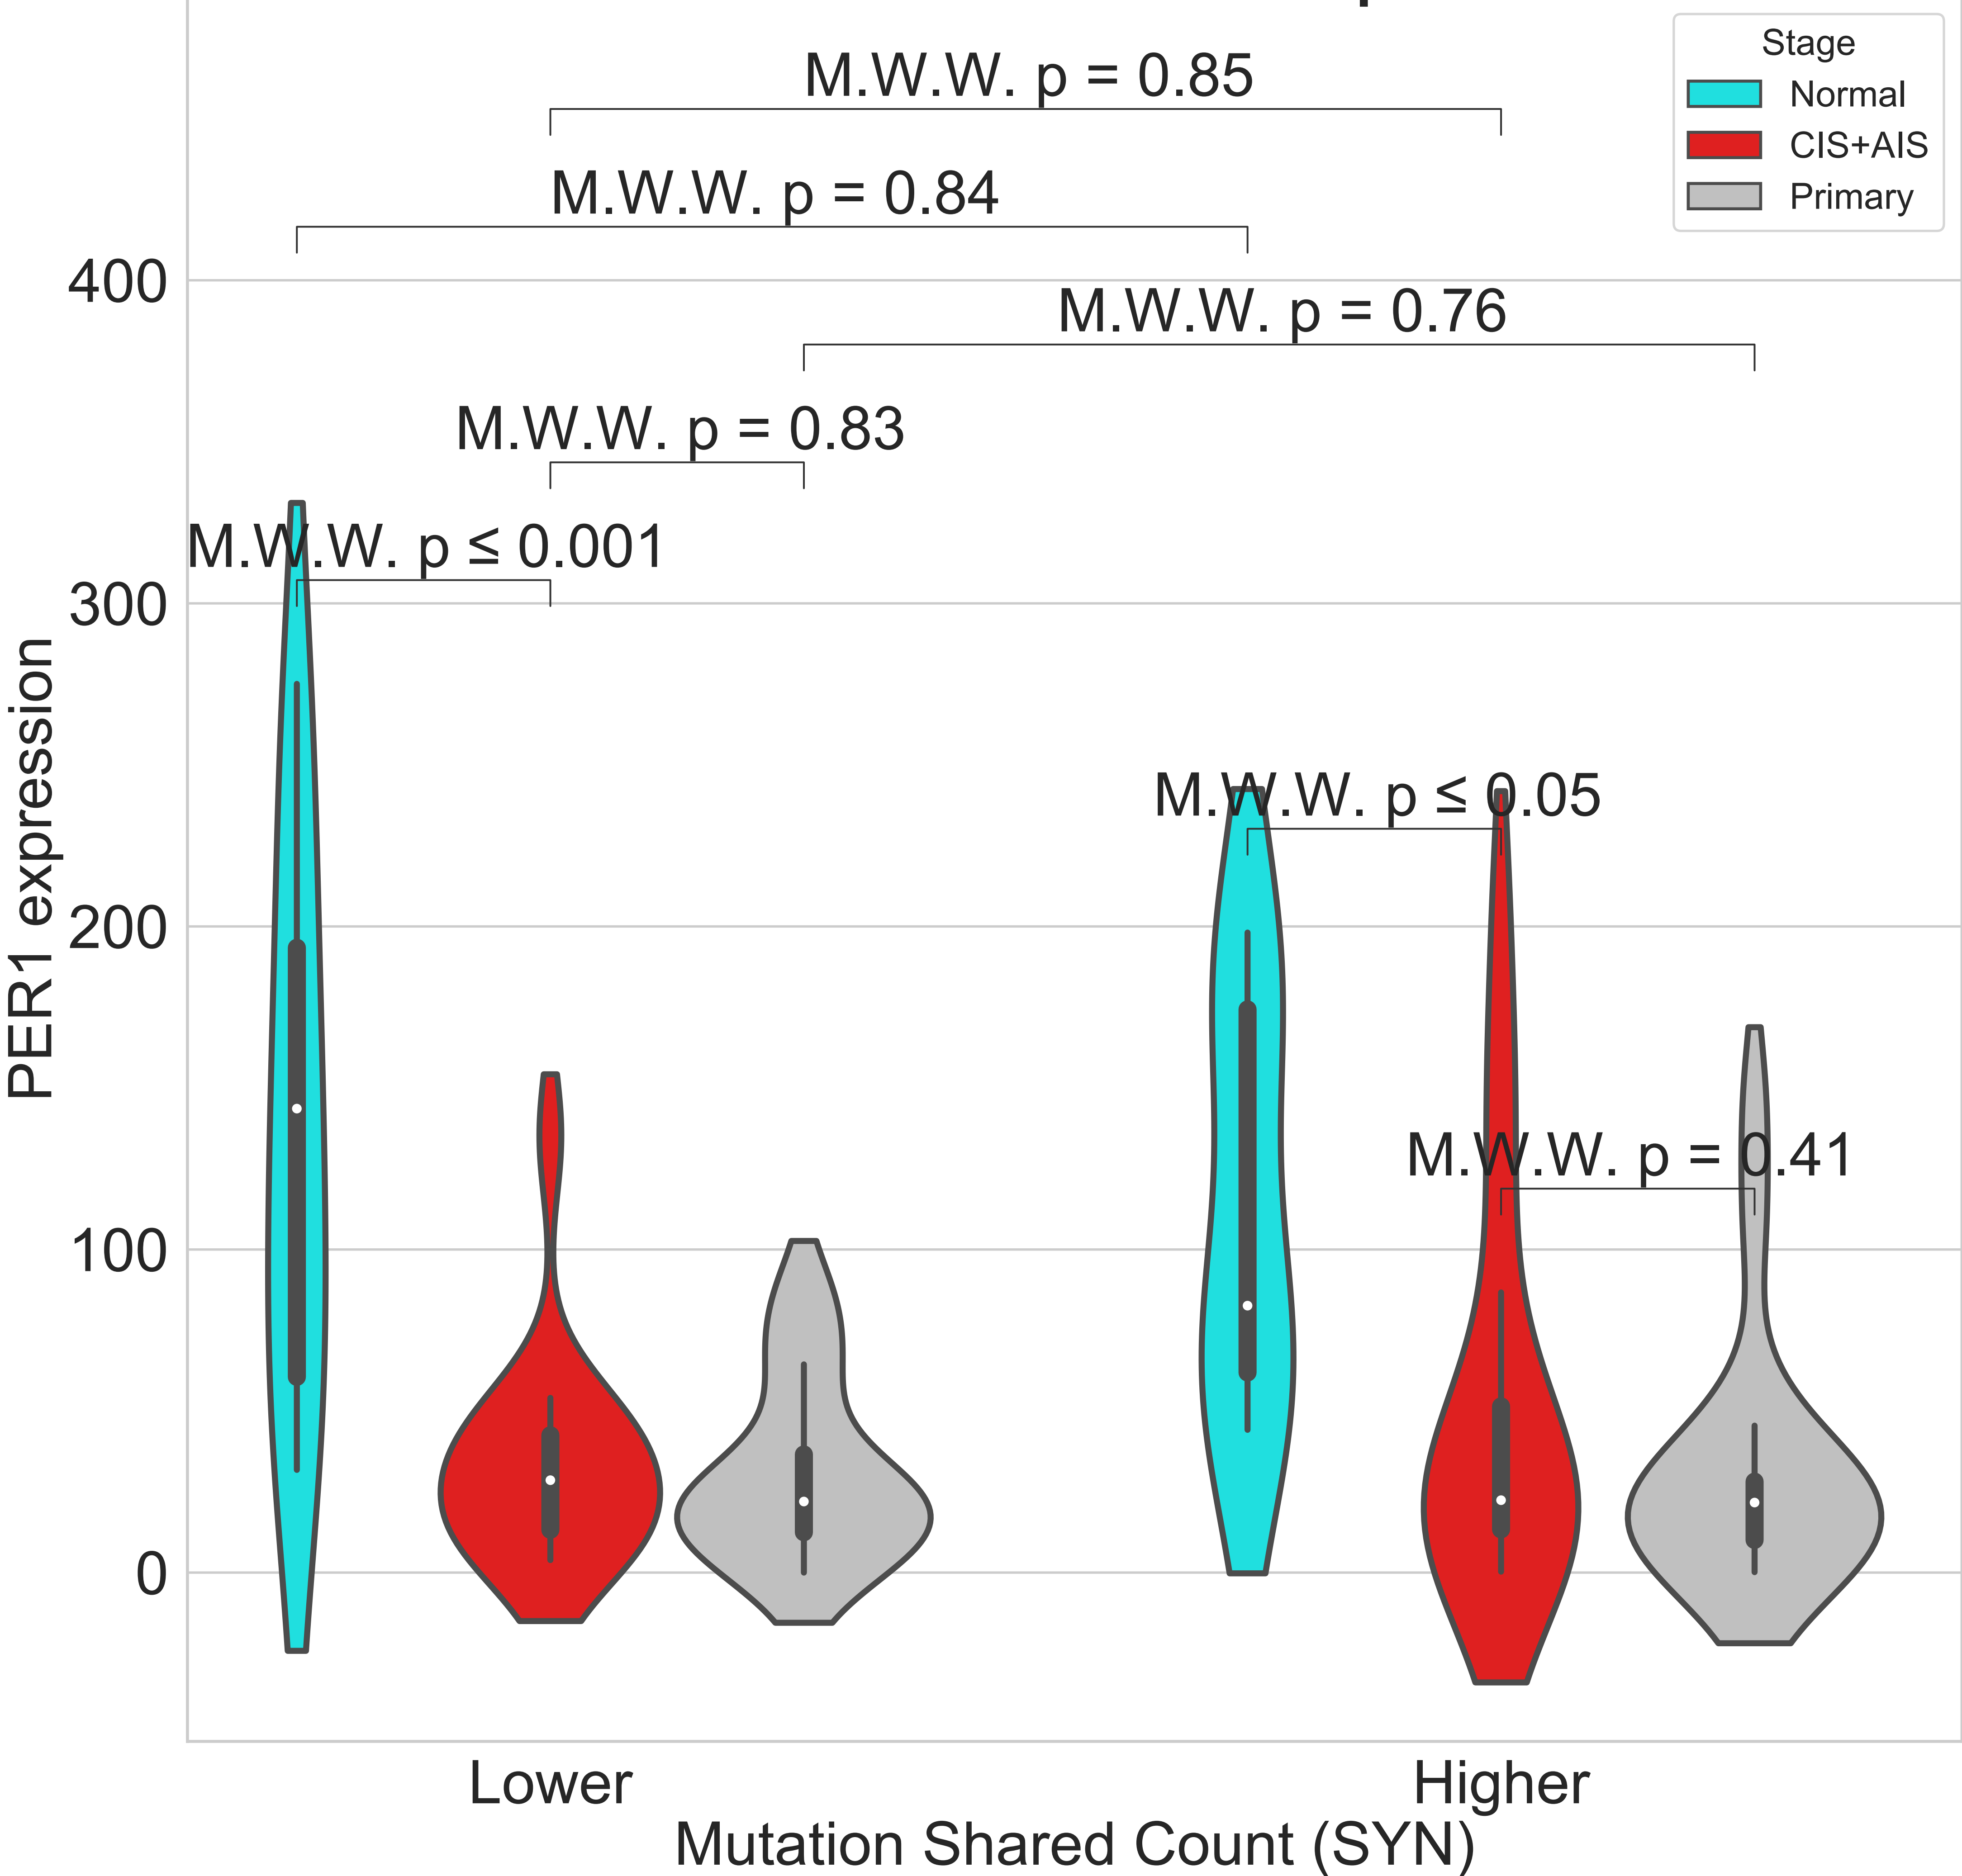 Stage
Normal
CIS+AIS
Primary
M.W.W. p = 0.85
M.W.W. p = 0.84
M.W.W. p = 0.76
M.W.W. p = 0.83
M.W.W. p ≤ 0.001
M.W.W. p ≤ 0.05
M.W.W. p = 0.41
400
300
200
100
0
PER1 expression
Lower
Higher
Mutation Shared Count (SYN)